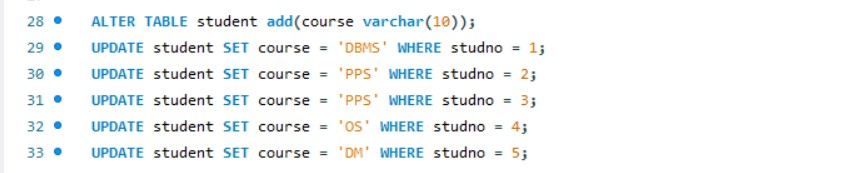 28 ALTER TABLE student add(course varchar(10));
29 UPDATE student SET course = 'DBMS' WHERE studno = 1;
30 UPDATE student SET course = 'PPS' WHERE studno = 2;
31 UPDATE student SET course = 'PPS' WHERE studno = 3;
32 UPDATE student SET course = 'OS' WHERE studno = 4;
33 UPDATE student SET course = 'DM' WHERE studno = 5;